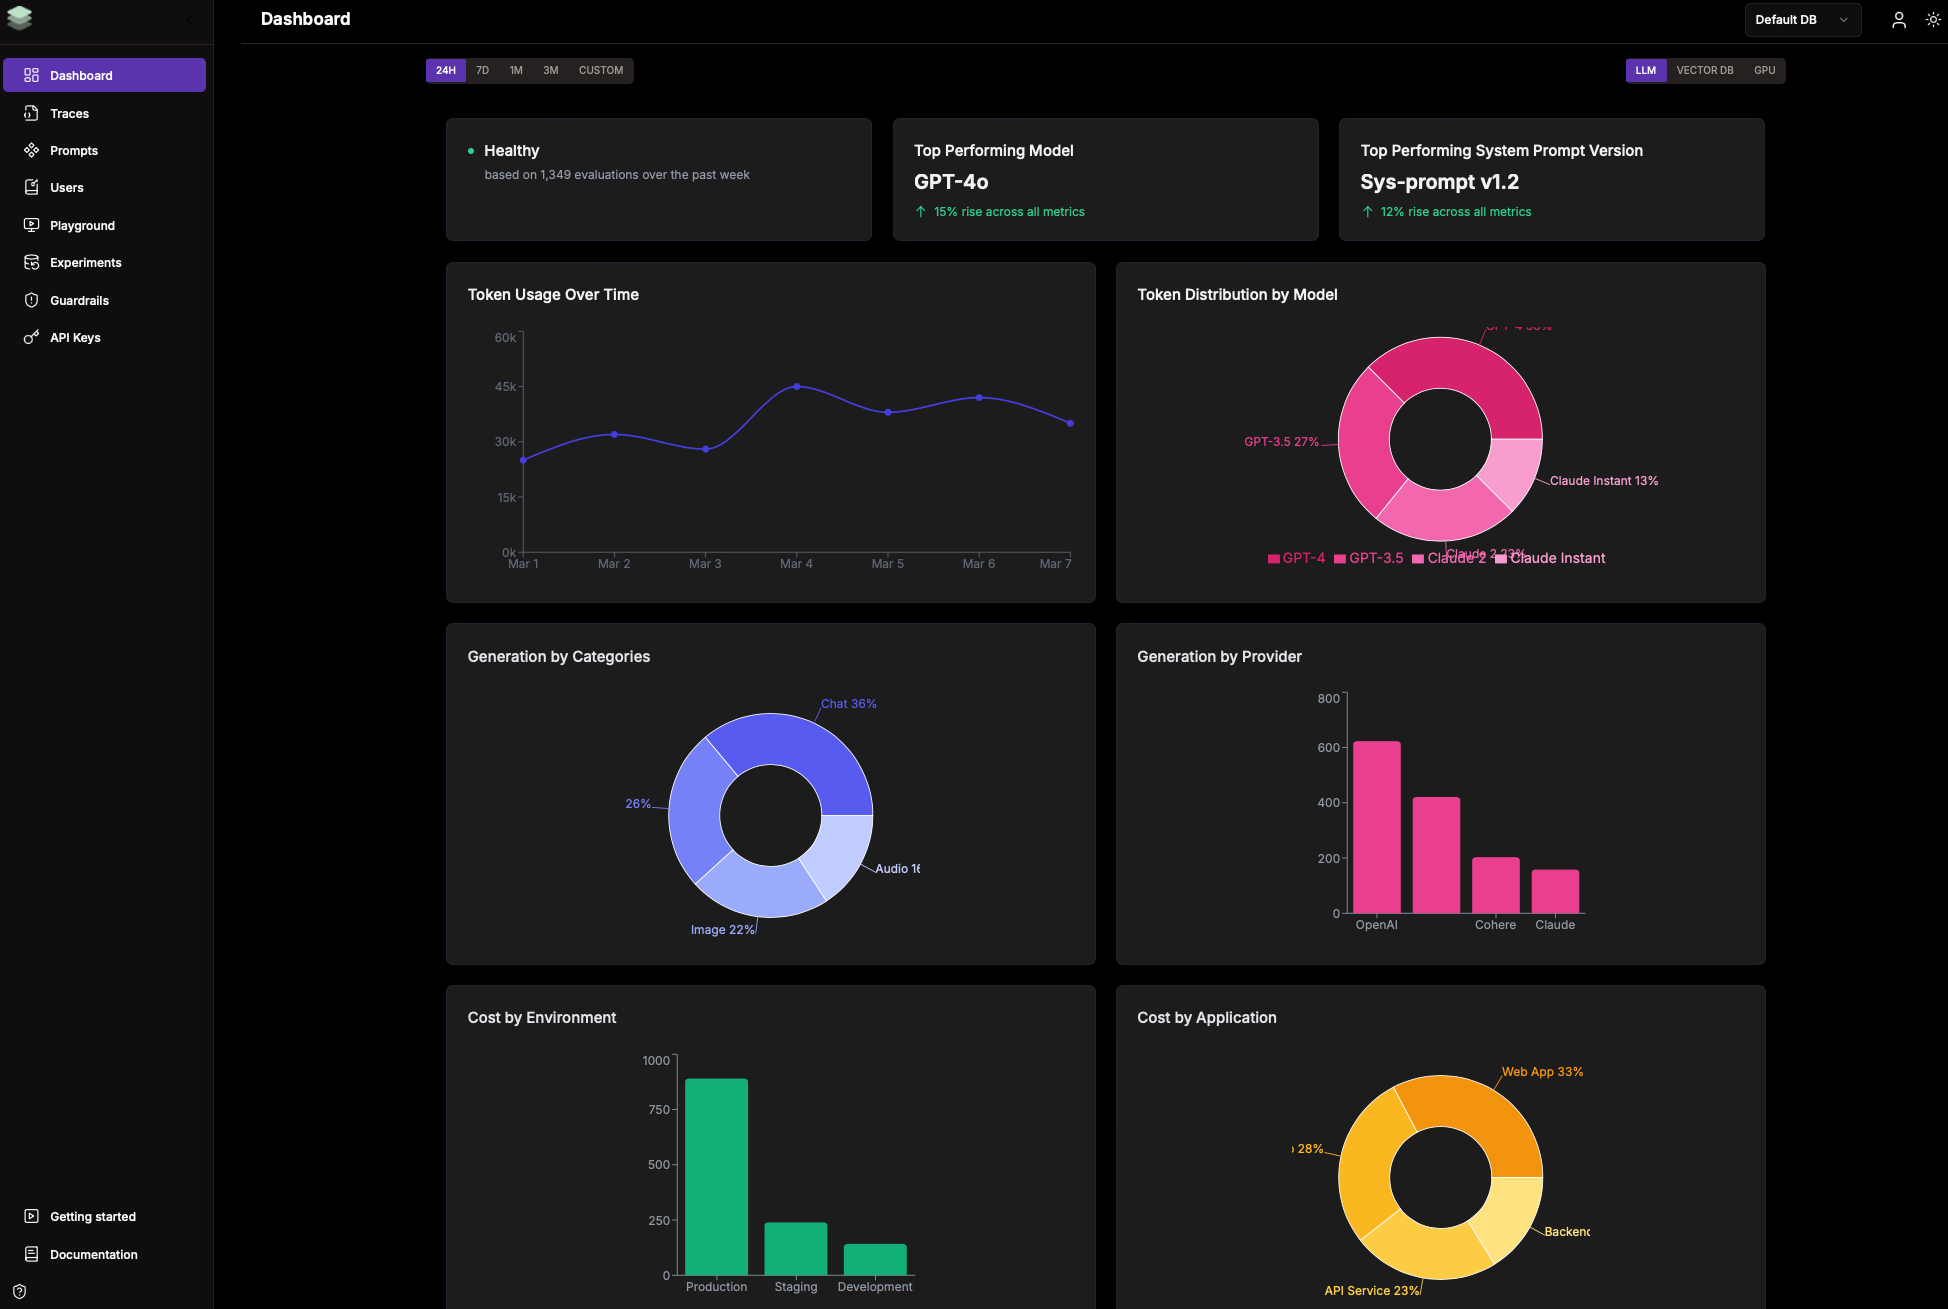 Dashboard
Default DB
Dashboard
Traces
Prompts
Users
Playground
Experiments
Guardrails
API Keys
Getting started
Documentation
24H 7D 1M 3M CUSTOM
LLM VECTOR DB GPU
Healthy
based on 1,349 evaluations over the past week
Top Performing Model
GPT-4o
15% rise across all metrics
Top Performing System Prompt Version
Sys-prompt v1.2
12% rise across all metrics
Token Usage Over Time
60k
45k
30k
15k
0k
Mar 1 Mar 2 Mar 3 Mar 4 Mar 5 Mar 6 Mar 7
Token Distribution by Model
GPT-3.5 27%
Claude Instant 13%
Claude 2 23%
GPT-4 GPT-3.5 Claude 2 Claude Instant
Generation by Categories
Chat 36%
26%
Audio
Image 22%
Generation by Provider
800
600
400
200
0
OpenAI Cohere Claude
Cost by Environment
1000
750
500
250
0
Production Staging Development
Cost by Application
Web App 33%
28%
API Service 23%